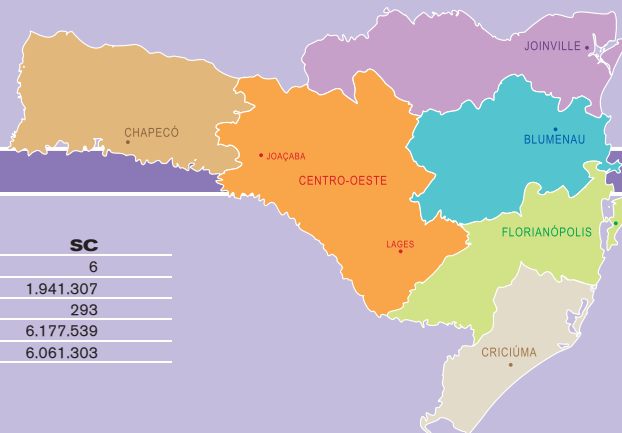 JOINVILLE
CHAPECÓ
BLUMENAU
JOAÇABA
CENTRO-OESTE
FLORIANÓPOLIS
LAGES
SC
6
1.941.307
293
6.177.539
6.061.303
CRICIÚMA